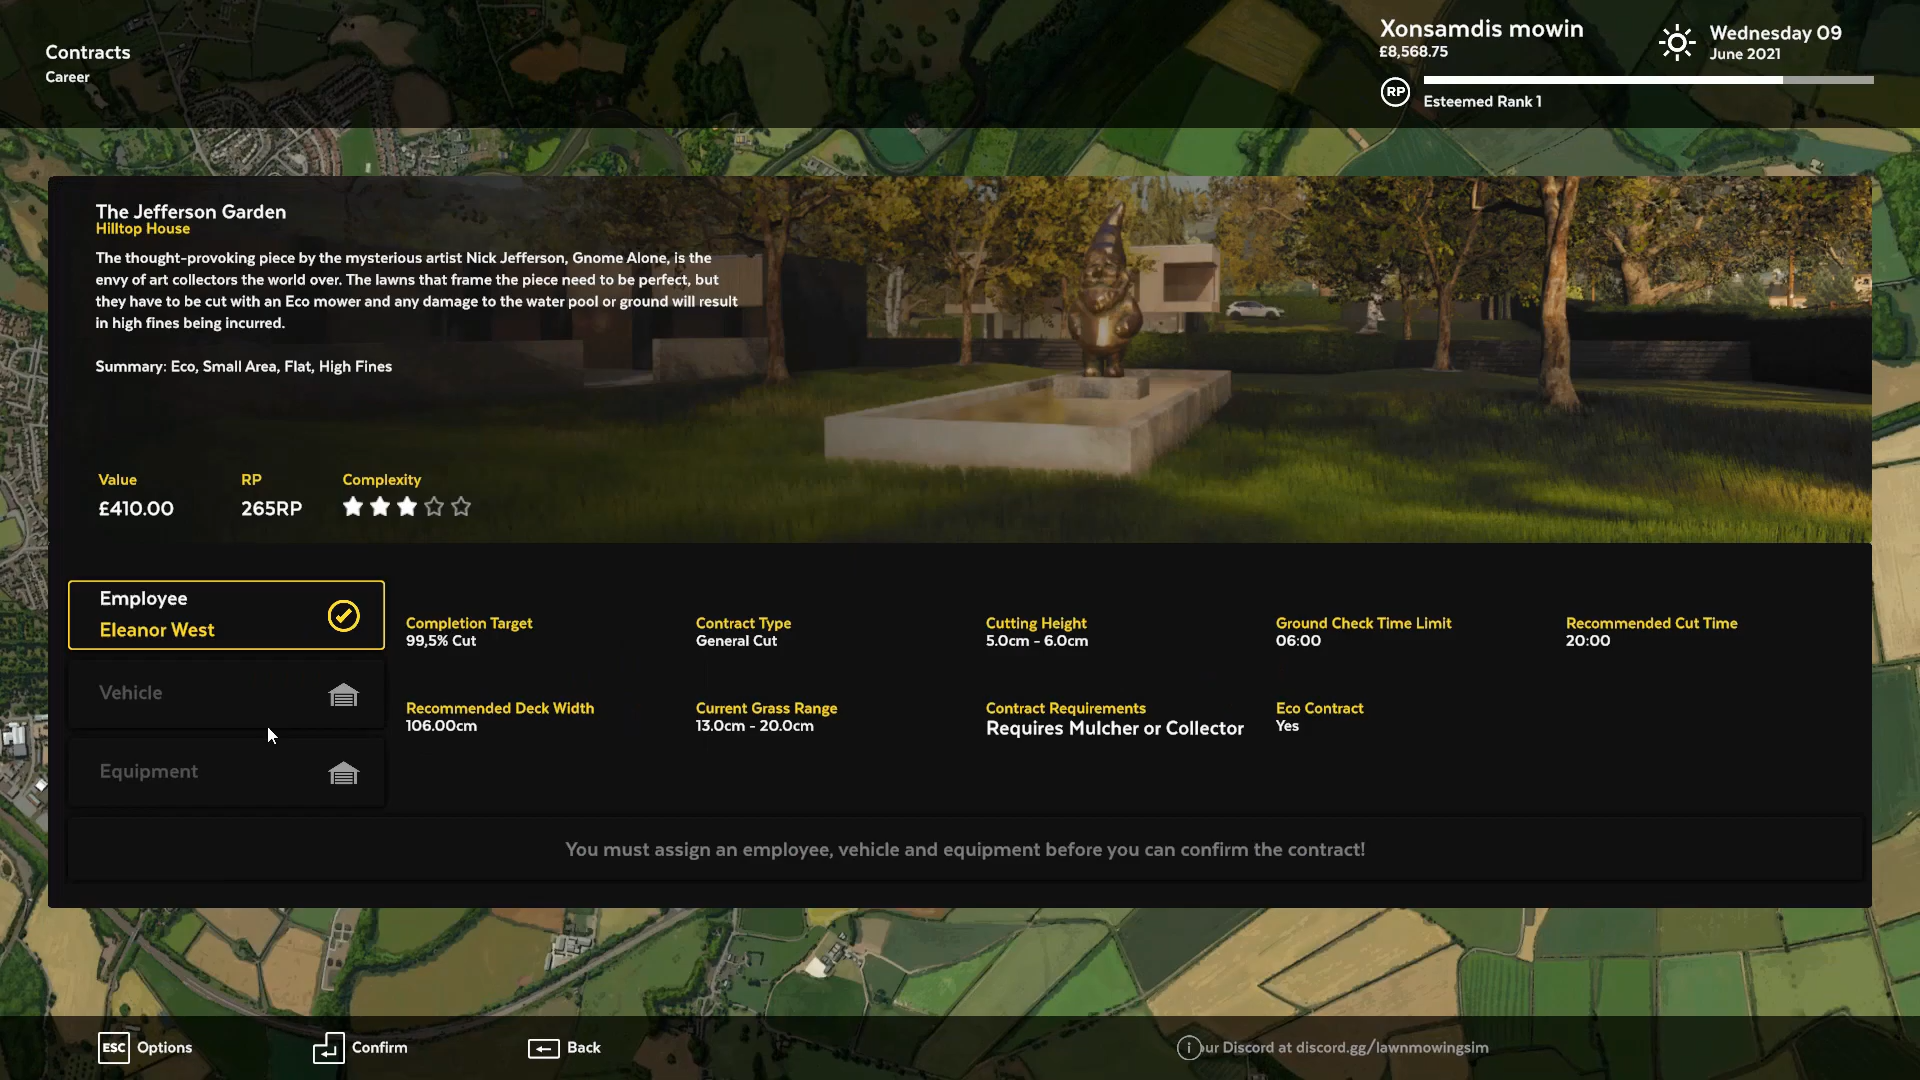 Contracts
Career
Xonsamdis mowin
£8,568.75
Wednesday 09
June 2021
RP
Esteemed Rank 1
The Jefferson Garden
Hilltop House
The thought-provoking piece by the mysterious artist Nick Jefferson, Gnome Alone, is the
envy of art collectors the world over. The lawns that frame the piece need to be perfect, but
they have to be cut with an Eco mower and any damage to the water pool or ground will result
in high fines being incurred.
Summary: Eco, Small Area, Flat, High Fines
Value
RP
Complexity
£410.00
265RP
Employee
Eleanor West
Vehicle
Equipment
Completion Target
99,5% Cut
Contract Type
General Cut
Cutting Height
5.0cm - 6.0cm
Ground Check Time Limit
06:00
Recommended Cut Time
20:00
Recommended Deck Width
106.00cm
Current Grass Range
13.0cm - 20.0cm
Contract Requirements
Requires Mulcher or Collector
Eco Contract
Yes
You must assign an employee, vehicle and equipment before you can confirm the contract!
ESC Options
Confirm
Back
i ur Discord at discord.gg/lawnmowingsim